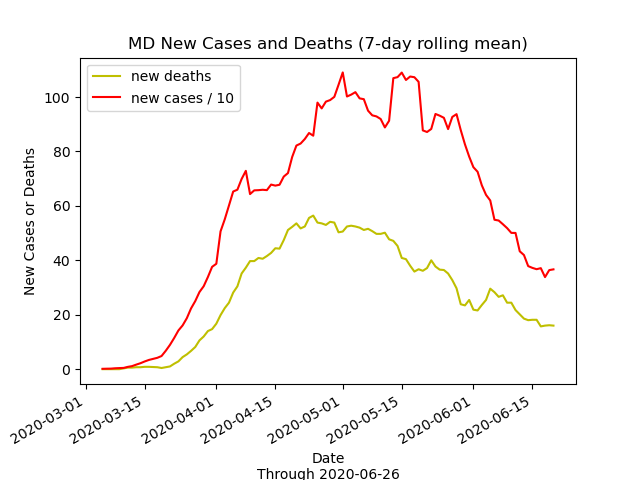 MD New Cases and Deaths (7-day rolling mean)
new deaths
new cases / 10
New Cases or Deaths
100
80
60
40
20
0
2020-03-01
2020-03-15
2020-04-01
2020-04-15
2020-05-01
2020-05-15
2020-06-01
2020-06-15
Date
Through 2020-06-26